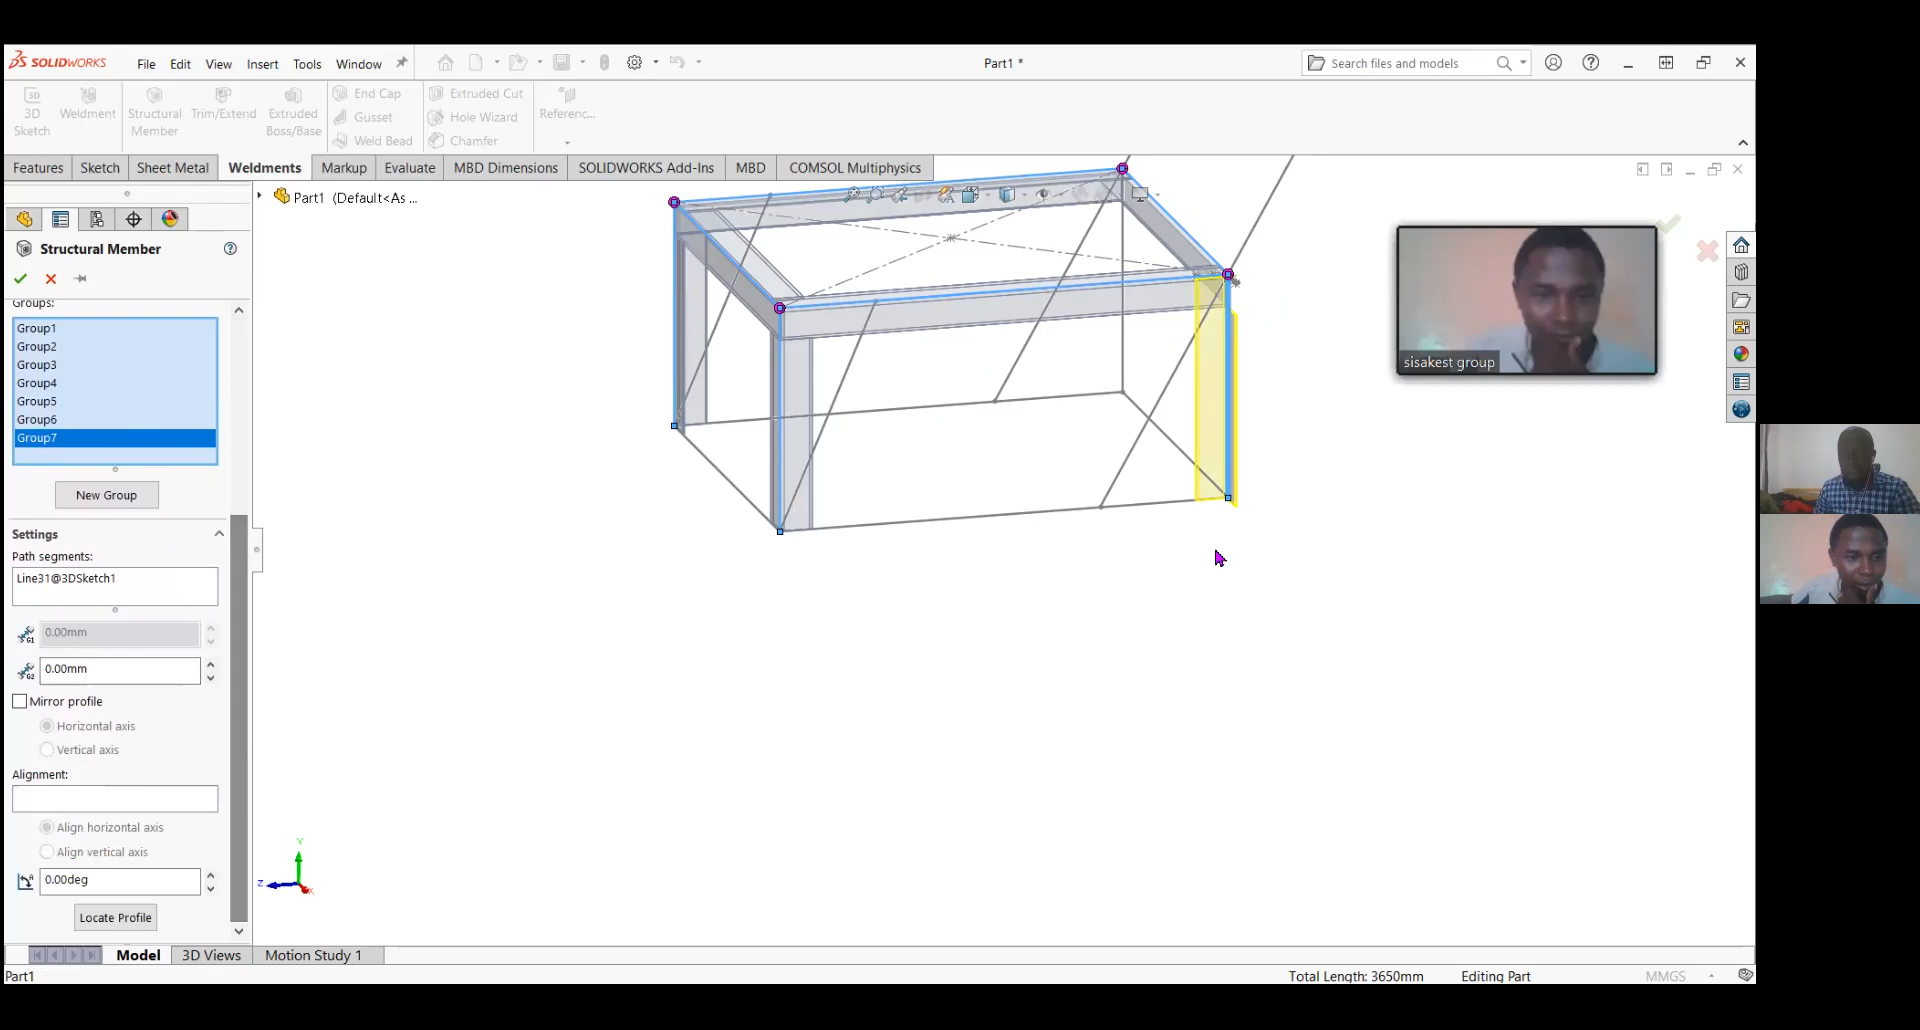 SOLIDWORKS File Edit View Insert Tools Window Part1 * Search files and models
3D Sketch Weldment Structural Member Trim/Extend Extruded Boss/Base End Cap Gusset Weld Bead Extruded Cut Hole Wizard Chamfer Referenc...
Features Sketch Sheet Metal Weldments Markup Evaluate MBD Dimensions SOLIDWORKS Add-Ins MBD COMSOL Multiphysics
Part1 (Default<As ...
Structural Member
Groups:
Group1
Group2
Group3
Group4
Group5
Group6
Group7
New Group
Settings
Path segments:
Line31@3DSketch1
G1 0.00mm
G2 0.00mm
Mirror profile
Horizontal axis
Vertical axis
Alignment:
Align horizontal axis
Align vertical axis
0.00deg
Locate Profile
sisakest group
Y
Z
X
Model 3D Views Motion Study 1
Part1 Total Length: 3650mm Editing Part MMGS